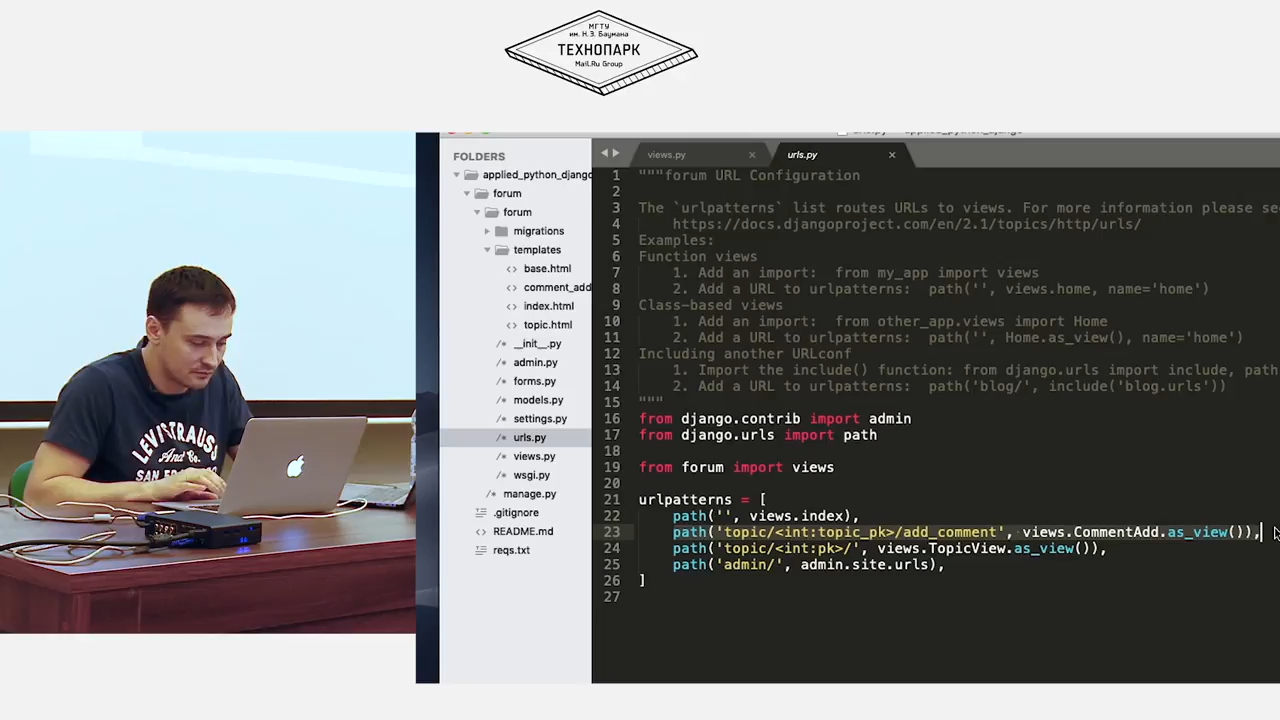 МГТУ
им. Н.Э. Баумана
ТЕХНОПАРК
Mail.Ru Group
FOLDERS
applied_python_django
forum
forum
migrations
templates
base.html
comment_add
index.html
topic.html
__init__.py
admin.py
forms.py
models.py
settings.py
urls.py
views.py
wsgi.py
manage.py
.gitignore
README.md
reqs.txt
views.py
urls.py
1 """forum URL Configuration
2
3 The `urlpatterns` list routes URLs to views. For more information please see
4 https://docs.djangoproject.com/en/2.1/topics/http/urls/
5 Examples:
6 Function views
7 1. Add an import:  from my_app import views
8 2. Add a URL to urlpatterns:  path('', views.home, name='home')
9 Class-based views
10 1. Add an import:  from other_app.views import Home
11 2. Add a URL to urlpatterns:  path('', Home.as_view(), name='home')
12 Including another URLconf
13 1. Import the include() function: from django.urls import include, path
14 2. Add a URL to urlpatterns:  path('blog/', include('blog.urls'))
15 """
16 from django.contrib import admin
17 from django.urls import path
18
19 from forum import views
20
21 urlpatterns = [
22 path('', views.index),
23 path('topic/<int:topic_pk>/add_comment', views.CommentAdd.as_view()),
24 path('topic/<int:pk>/', views.TopicView.as_view()),
25 path('admin/', admin.site.urls),
26 ]
27
LEVI STRAUSS
And Co.